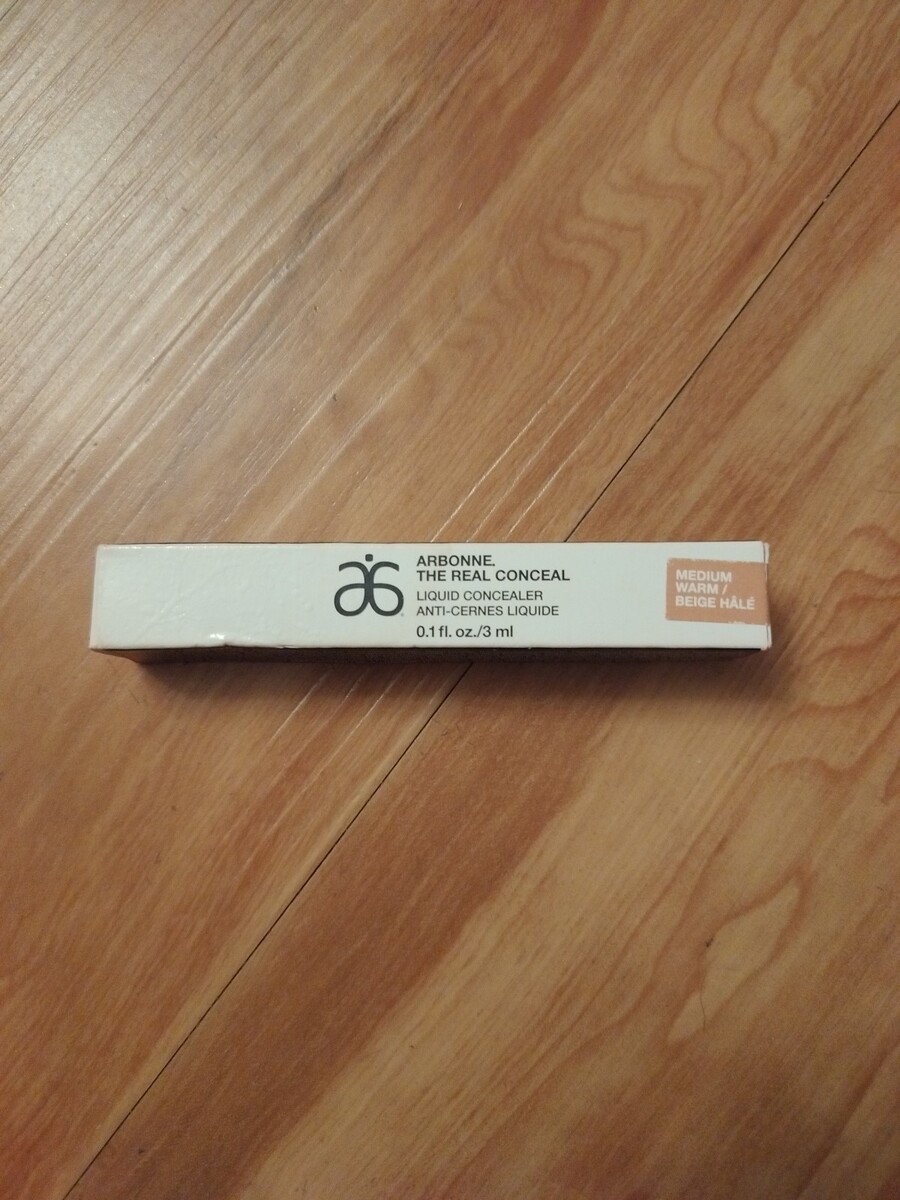 ARBONNE.
THE REAL CONCEAL
LIQUID CONCEALER
ANTI-CERNES LIQUIDE
0.1 fl. oz./3 ml
MEDIUM
WARM /
BEIGE HÂLÉ